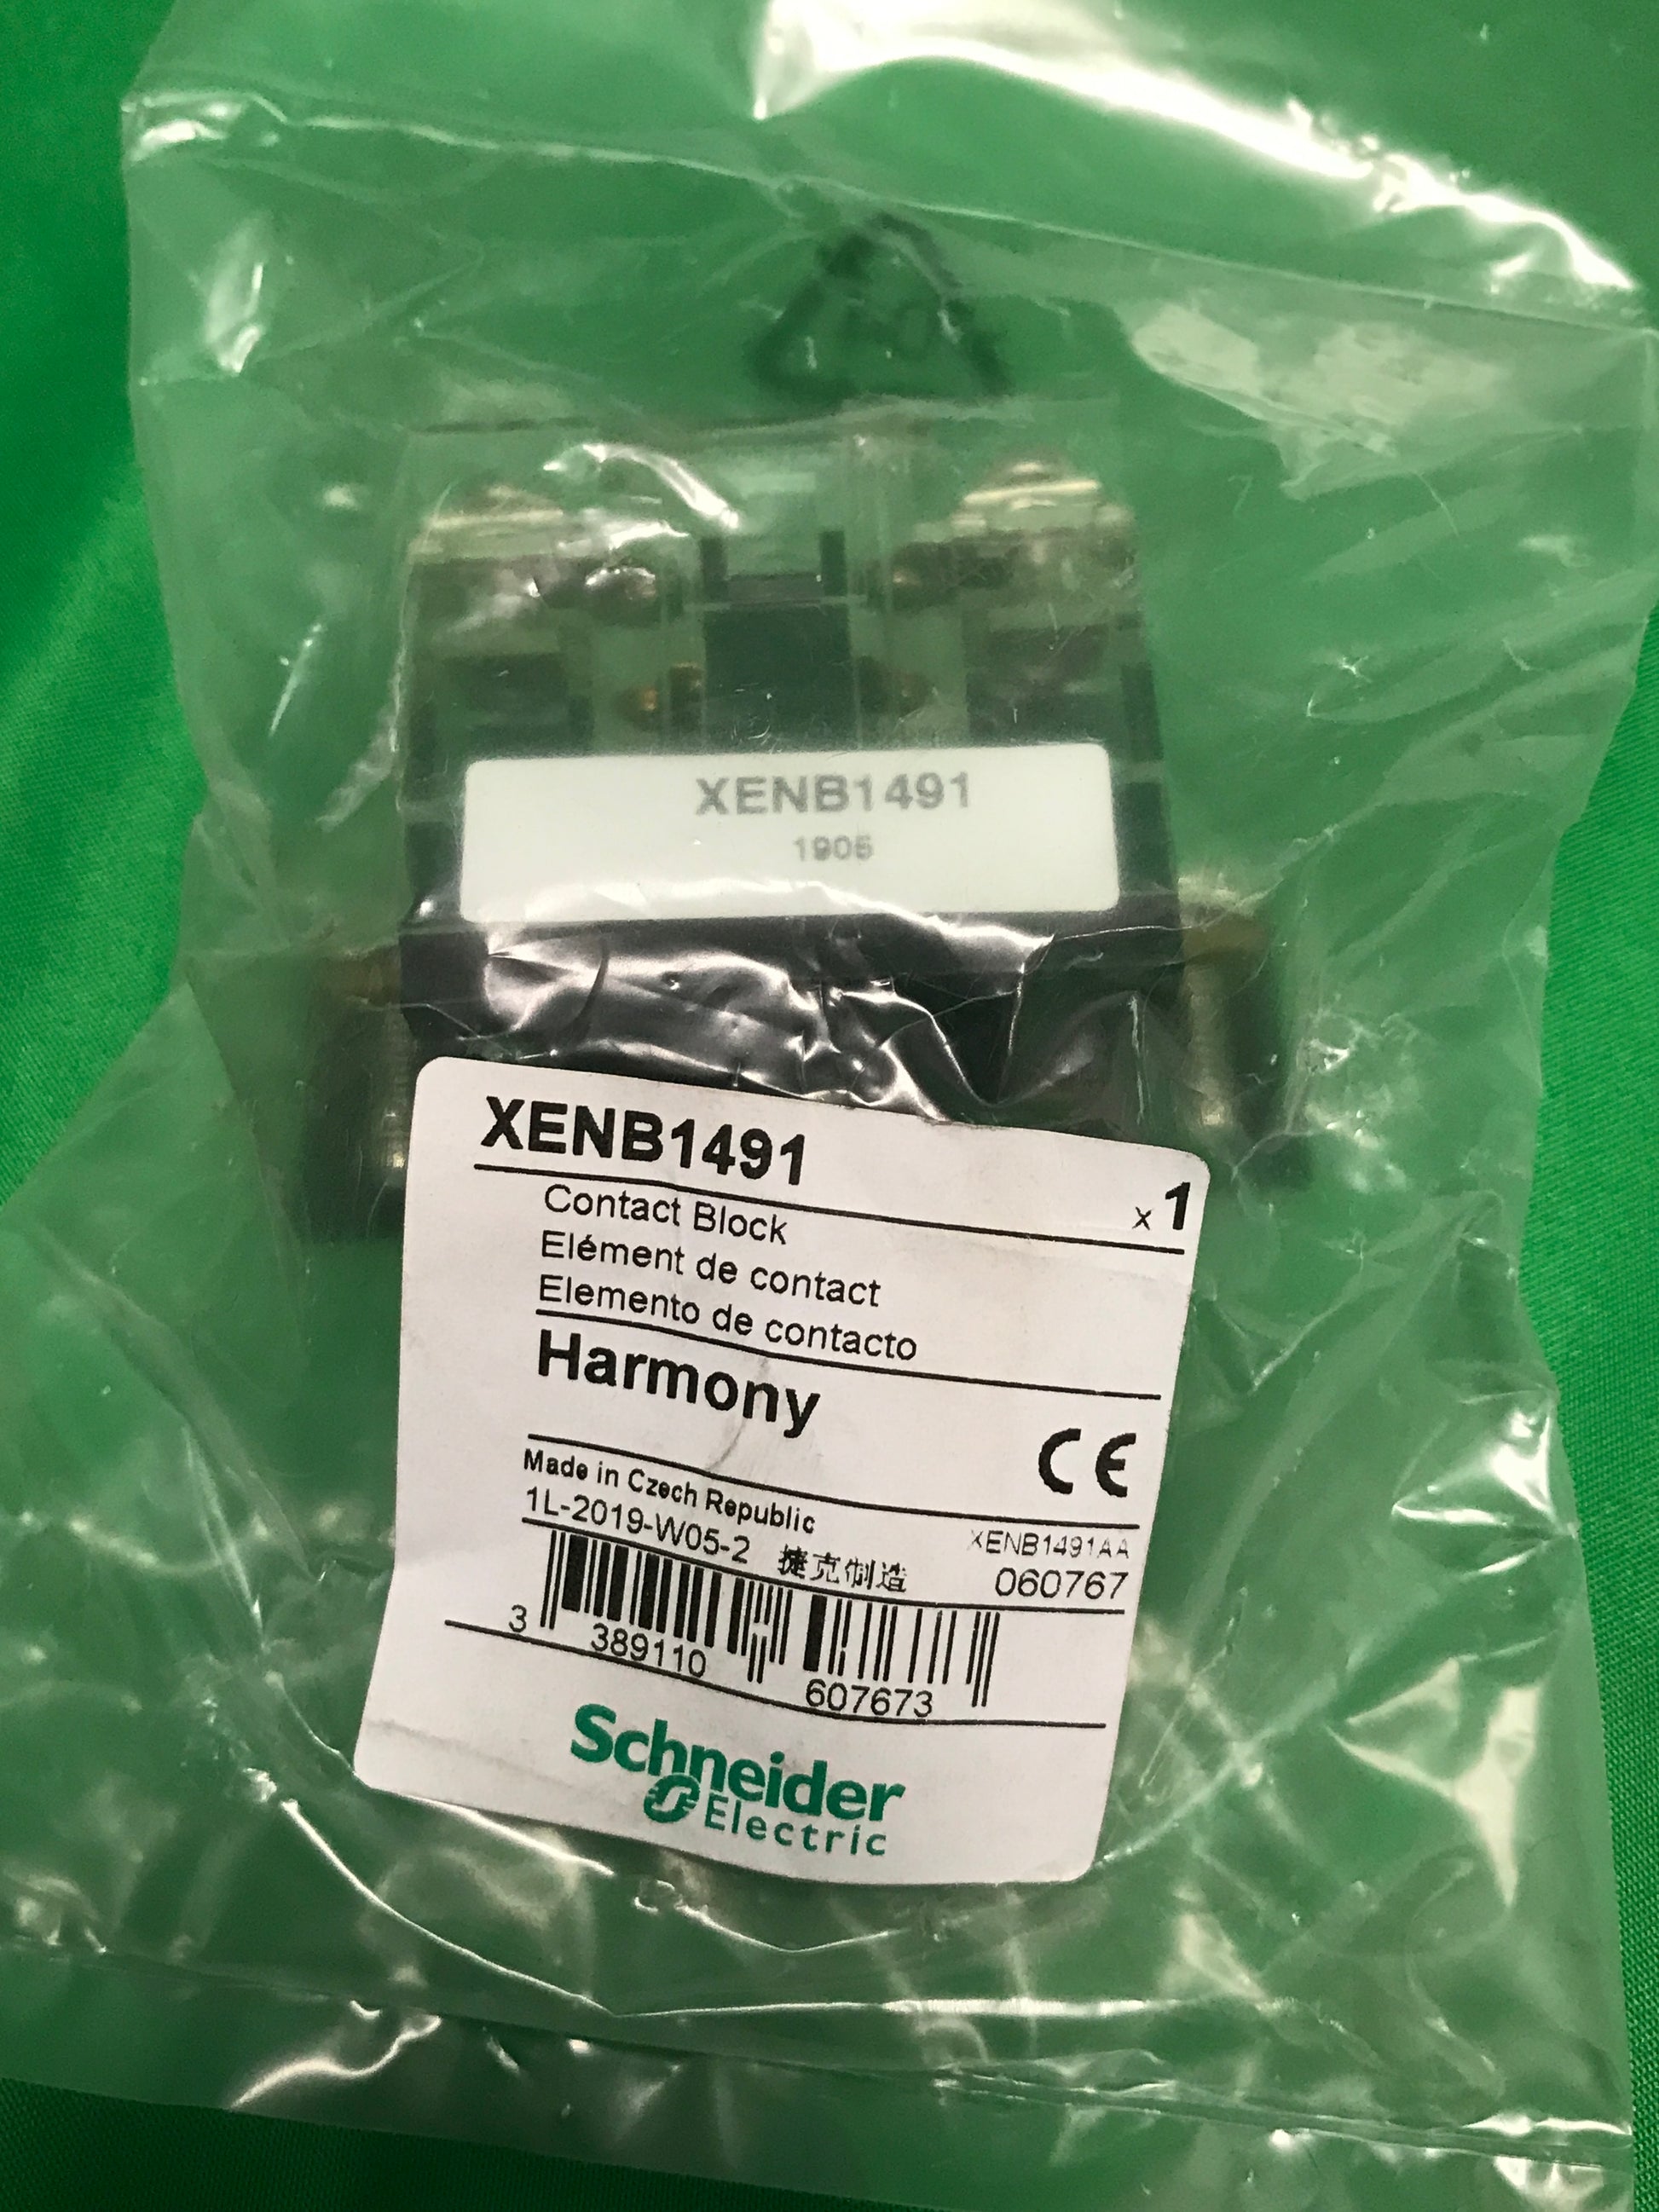 XENB1491
1905
XENB1491
x 1
Contact Block
Elément de contact
Elemento de contacto
Harmony
CE
Made in Czech Republic
1L-2019-W05-2 捷克制造
XENB1491AA
060767
3 389110 607673
Schneider
Electric